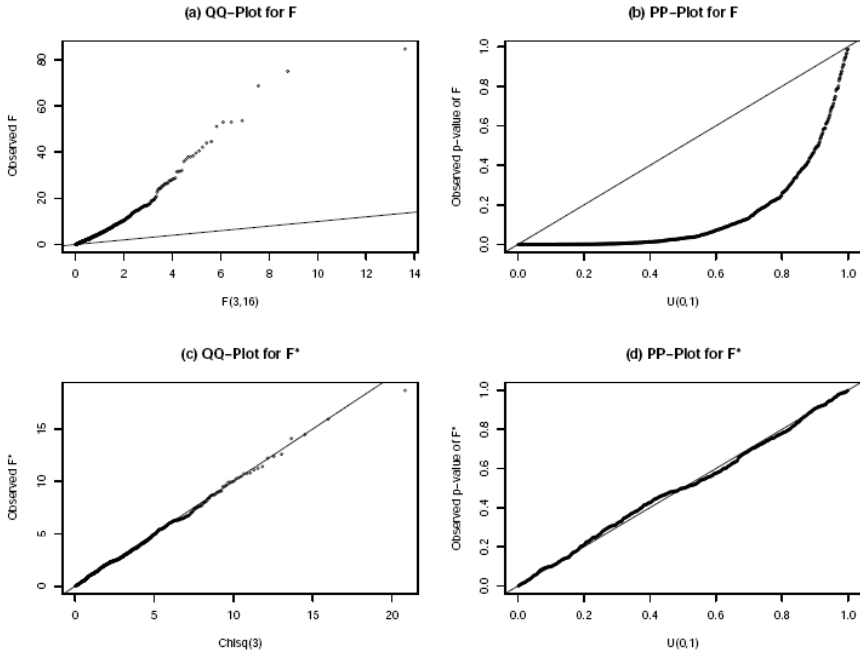 (a) QQ-Plot for F
Observed F
0 20 40 60 80
0 2 4 6 8 10 12 14
F(3,16)
(b) PP-Plot for F
Observed p-value of F
0.0 0.2 0.4 0.6 0.8 1.0
0.0 0.2 0.4 0.6 0.8 1.0
U(0,1)
(c) QQ-Plot for F*
Observed F*
0 5 10 15
0 5 10 15 20
Chisq(3)
(d) PP-Plot for F*
Observed p-value of F*
0.0 0.2 0.4 0.6 0.8 1.0
0.0 0.2 0.4 0.6 0.8 1.0
U(0,1)